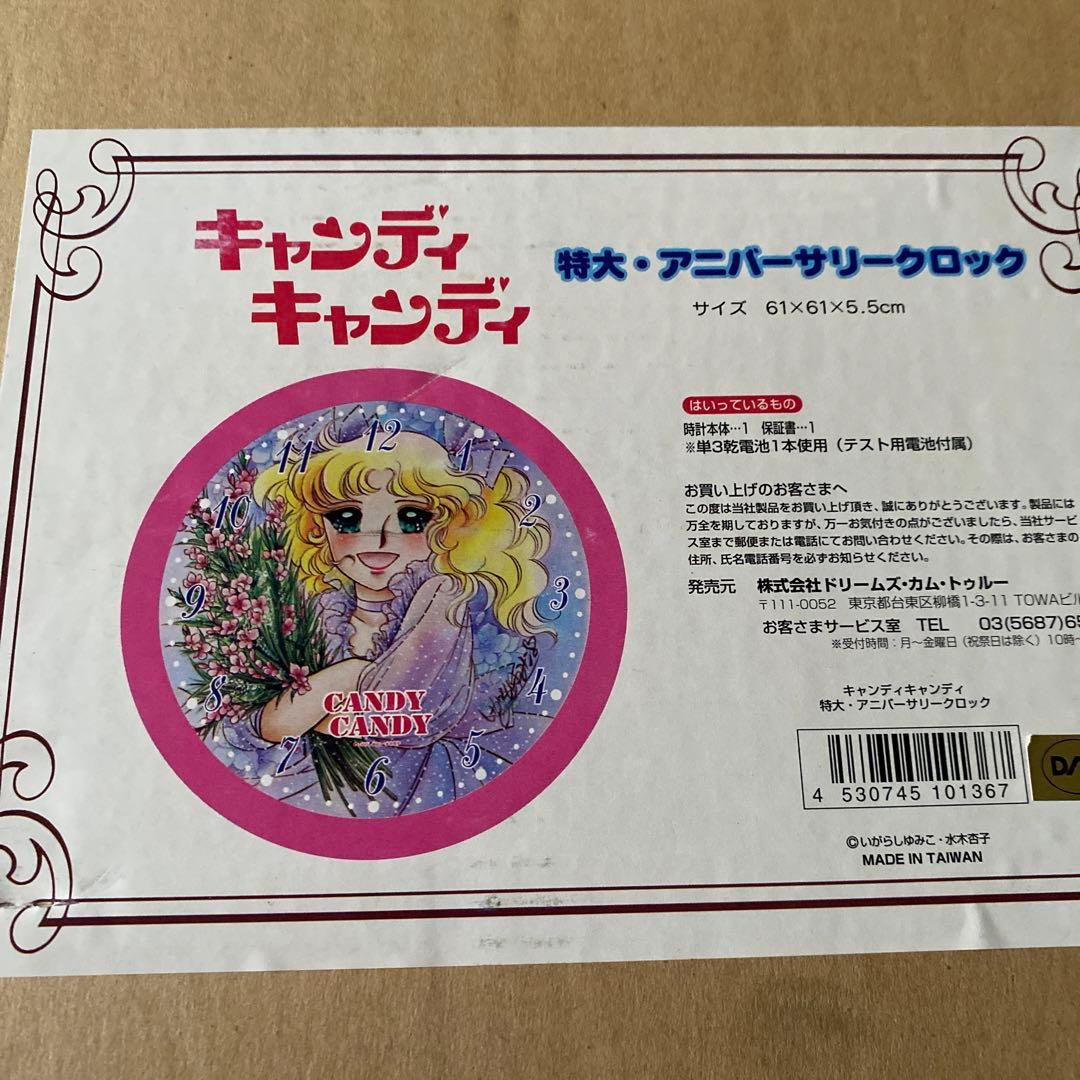 キャンディ
キャンディ
特大・アニバーサリークロック
サイズ 61×61×5.5cm
12
1
2
3
4
5
6
7
8
9
10
11
CANDY
CANDY
はいっているもの
時計本体…1 保証書…1
※単3乾電池1本使用（テスト用電池付属）
お買い上げのお客さまへ
この度は当社製品をお買い上げ頂き、誠にありがとうございます。製品には
万全を期しておりますが、万一お気付きの点がございましたら、当社サービ
ス室まで郵便または電話にてお問い合わせください。その際は、お客さまの
住所、氏名電話番号を必ずお知らせください。
発売元 株式会社ドリームズ・カム・トゥルー
〒111-0052 東京都台東区柳橋1-3-11 TOWAビル
お客さまサービス室 TEL 03(5687)65
※受付時間：月〜金曜日（祝祭日は除く）10時〜
キャンディキャンディ
特大・アニバーサリークロック
4 530745 101367
©いがらしゆみこ・水木杏子
MADE IN TAIWAN